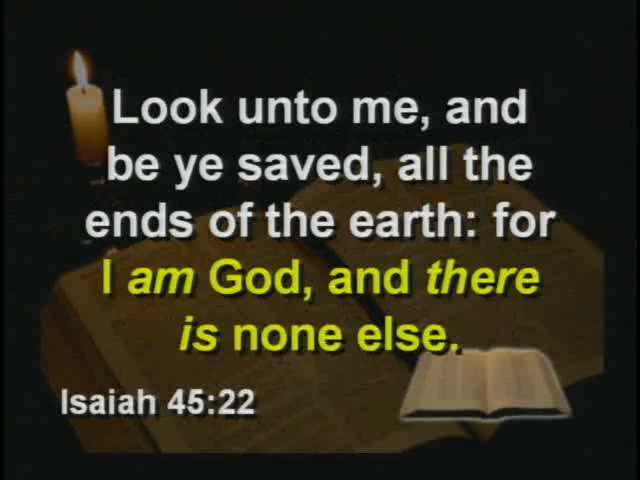 Look unto me, and
be ye saved, all the
ends of the earth: for
I am God, and there
is none else.
Isaiah 45:22